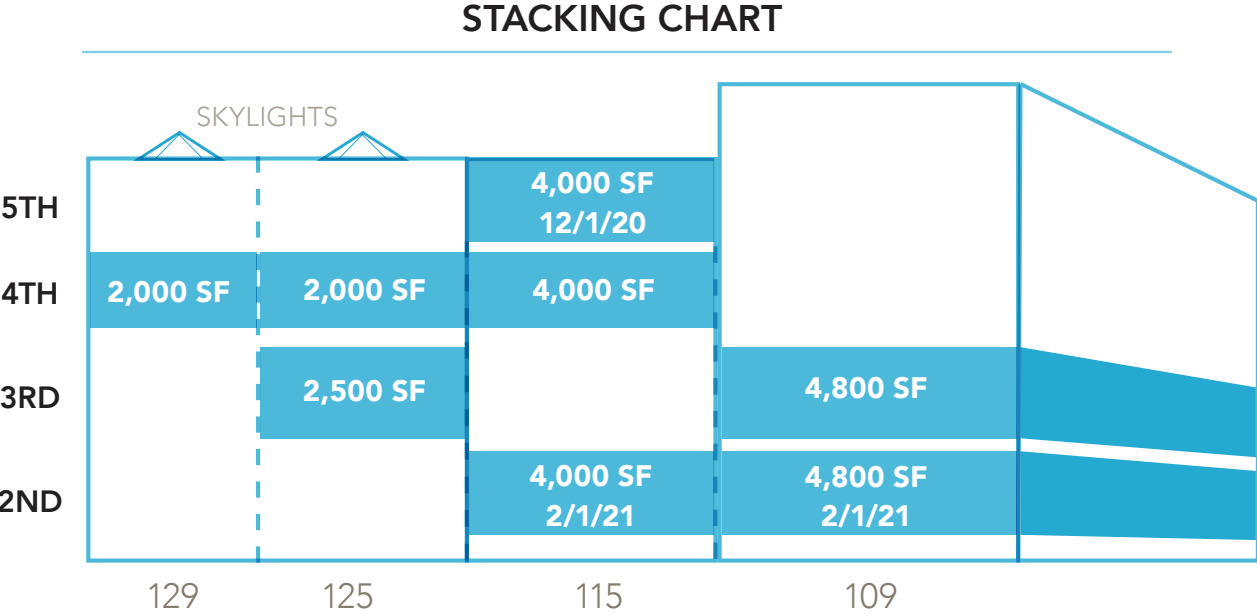 STACKING CHART
SKYLIGHTS
5TH
4,000 SF
12/1/20
4TH
2,000 SF
2,000 SF
4,000 SF
3RD
2,500 SF
4,800 SF
2ND
4,000 SF
2/1/21
4,800 SF
2/1/21
129
125
115
109